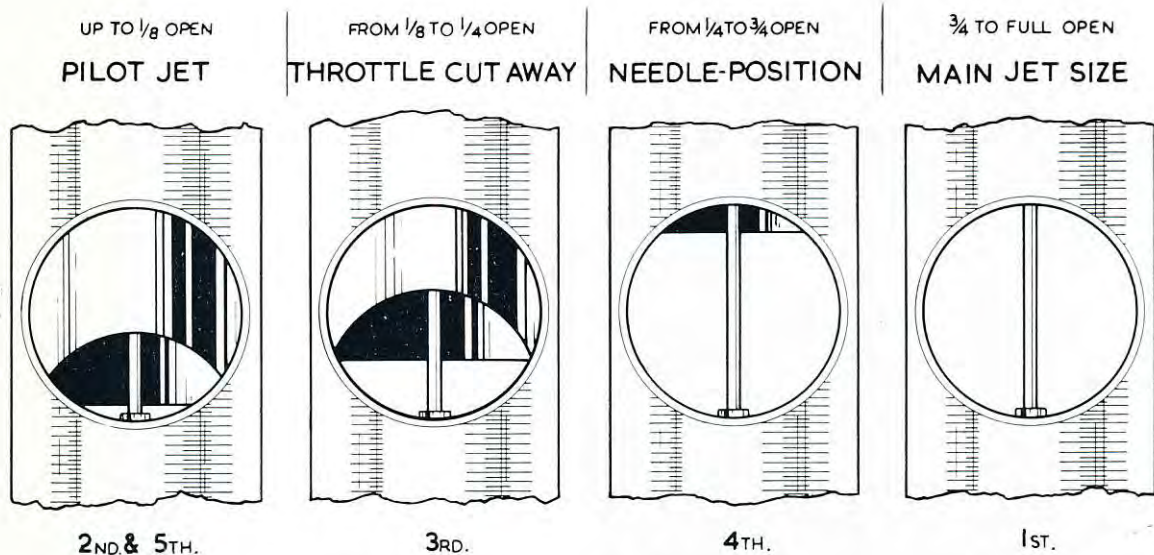 UP TO 1/8 OPEN
PILOT JET
FROM 1/8 TO 1/4 OPEN
THROTTLE CUT AWAY
FROM 1/4 TO 3/4 OPEN
NEEDLE-POSITION
3/4 TO FULL OPEN
MAIN JET SIZE
2ND. & 5TH.
3RD.
4TH.
1ST.